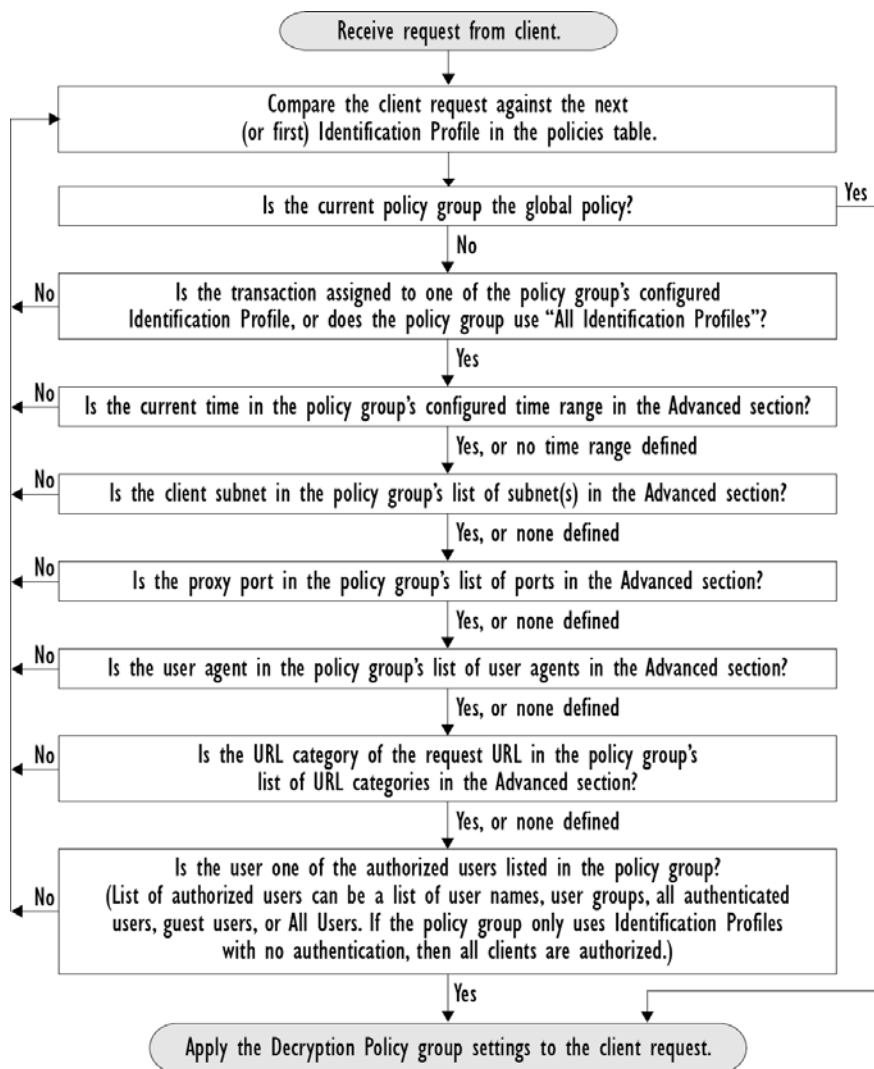 Receive request from client.
Compare the client request against the next
(or first) Identification Profile in the policies table.
Yes
Is the current policy group the global policy?
No
No
Is the transaction assigned to one of the policy group's configured
Identification Profile, or does the policy group use “All Identification Profiles”?
Yes
No
Is the current time in the policy group's configured time range in the Advanced section?
Yes, or no time range defined
No
Is the client subnet in the policy group's list of subnet(s) in the Advanced section?
Yes, or none defined
No
Is the proxy port in the policy group's list of ports in the Advanced section?
Yes, or none defined
No
Is the user agent in the policy group's list of user agents in the Advanced section?
Yes, or none defined
No
Is the URL category of the request URL in the policy group's
list of URL categories in the Advanced section?
Yes, or none defined
No
Is the user one of the authorized users listed in the policy group?
(List of authorized users can be a list of user names, user groups, all authenticated
users, guest users, or All Users. If the policy group only uses Identification Profiles
with no authentication, then all clients are authorized.)
Yes
Apply the Decryption Policy group settings to the client request.